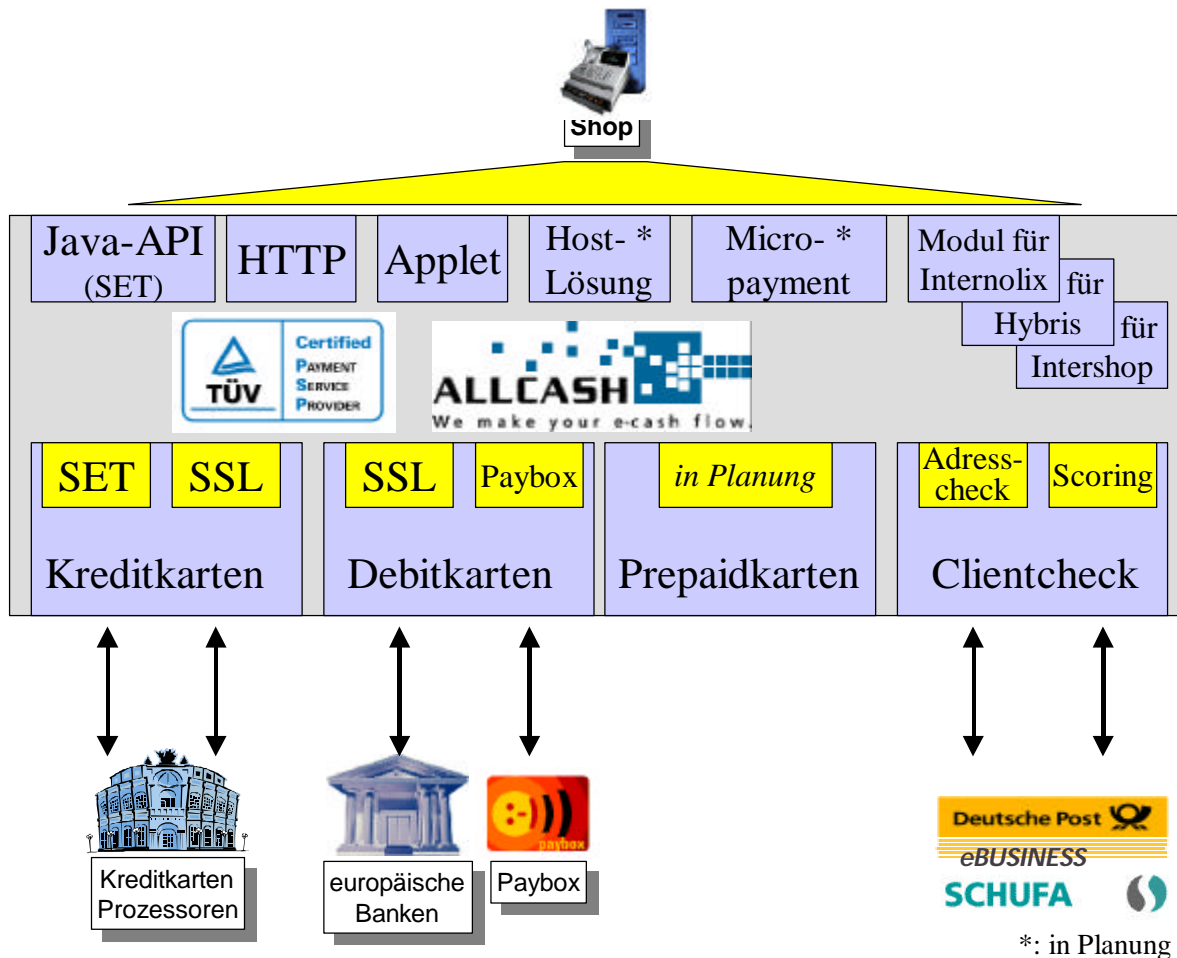 Shop
Java-API
(SET)
HTTP
Applet
Host- *
Lösung
Micro- *
payment
Modul für
Internolix
für
Hybris
für
Intershop
TÜV
Certified
PAYMENT
SERVICE
PROVIDER
ALLCASH
We make your e-cash flow.
SET
SSL
SSL
Paybox
in Planung
Adress-
check
Scoring
Kreditkarten
Debitkarten
Prepaidkarten
Clientcheck
paybox
Kreditkarten
Prozessoren
europäische
Banken
Paybox
Deutsche Post
eBUSINESS
SCHUFA
*: in Planung